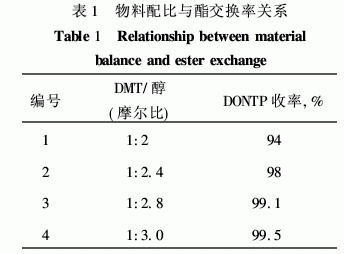 表 1 物料配比与酯交换率关系
Table 1 Relationship between material
balance and ester exchange
编号 DMT/醇 (摩尔比) DONTP 收率, %
1 1:2 94
2 1:2.4 98
3 1:2.8 99.1
4 1:3.0 99.5